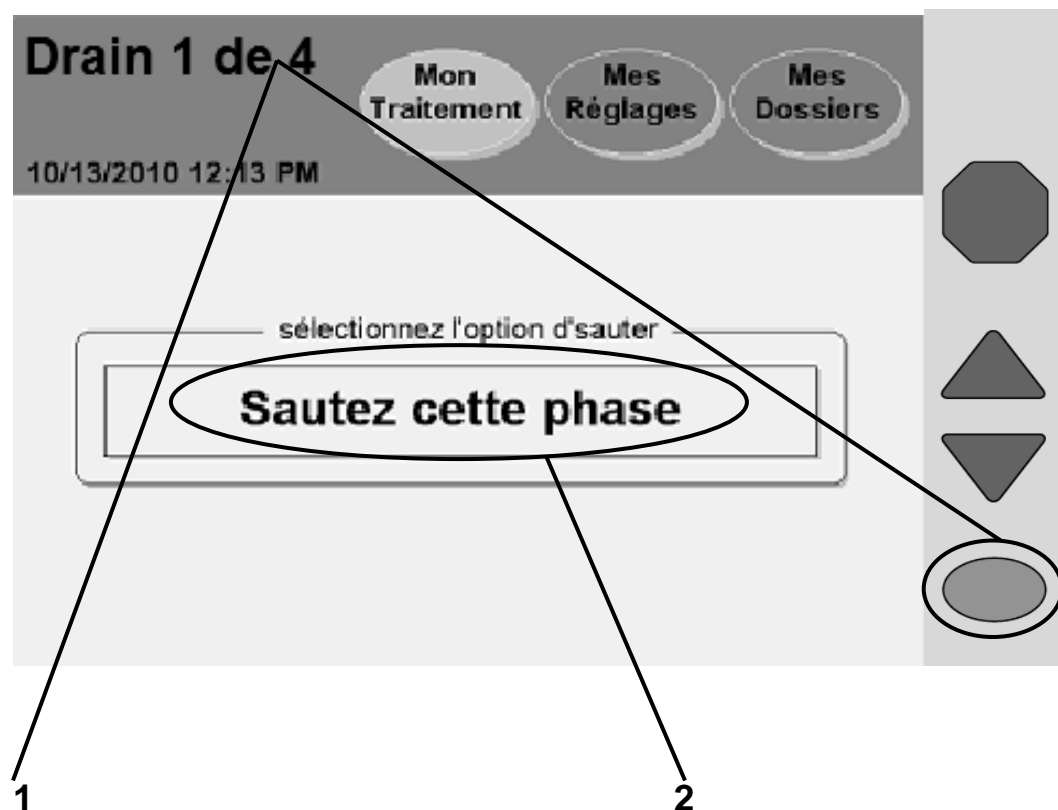 Drain 1 de 4
Mon
Traitement
Mes
Réglages
Mes
Dossiers
10/13/2010 12:13 PM
sélectionnez l'option d'sauter
Sautez cette phase
1
2